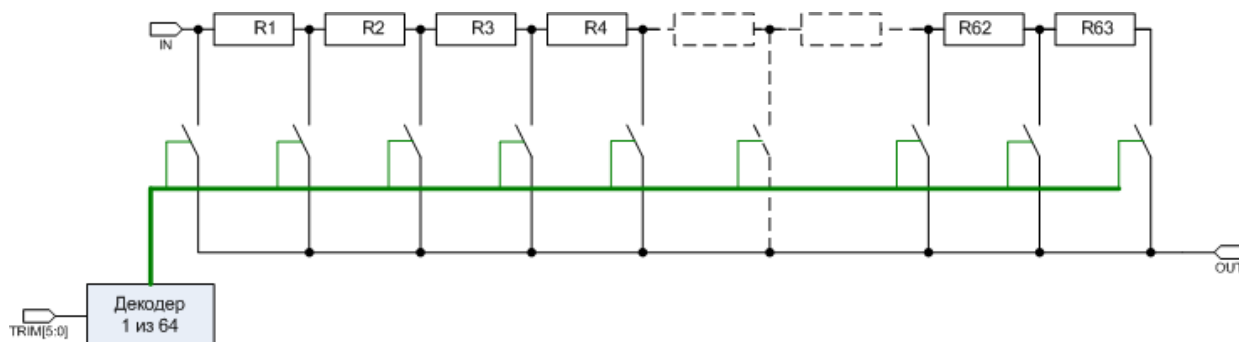 R1 R2 R3 R4 R62 R63
IN
OUT
Декодер
1 из 64
TRIM[5:0]